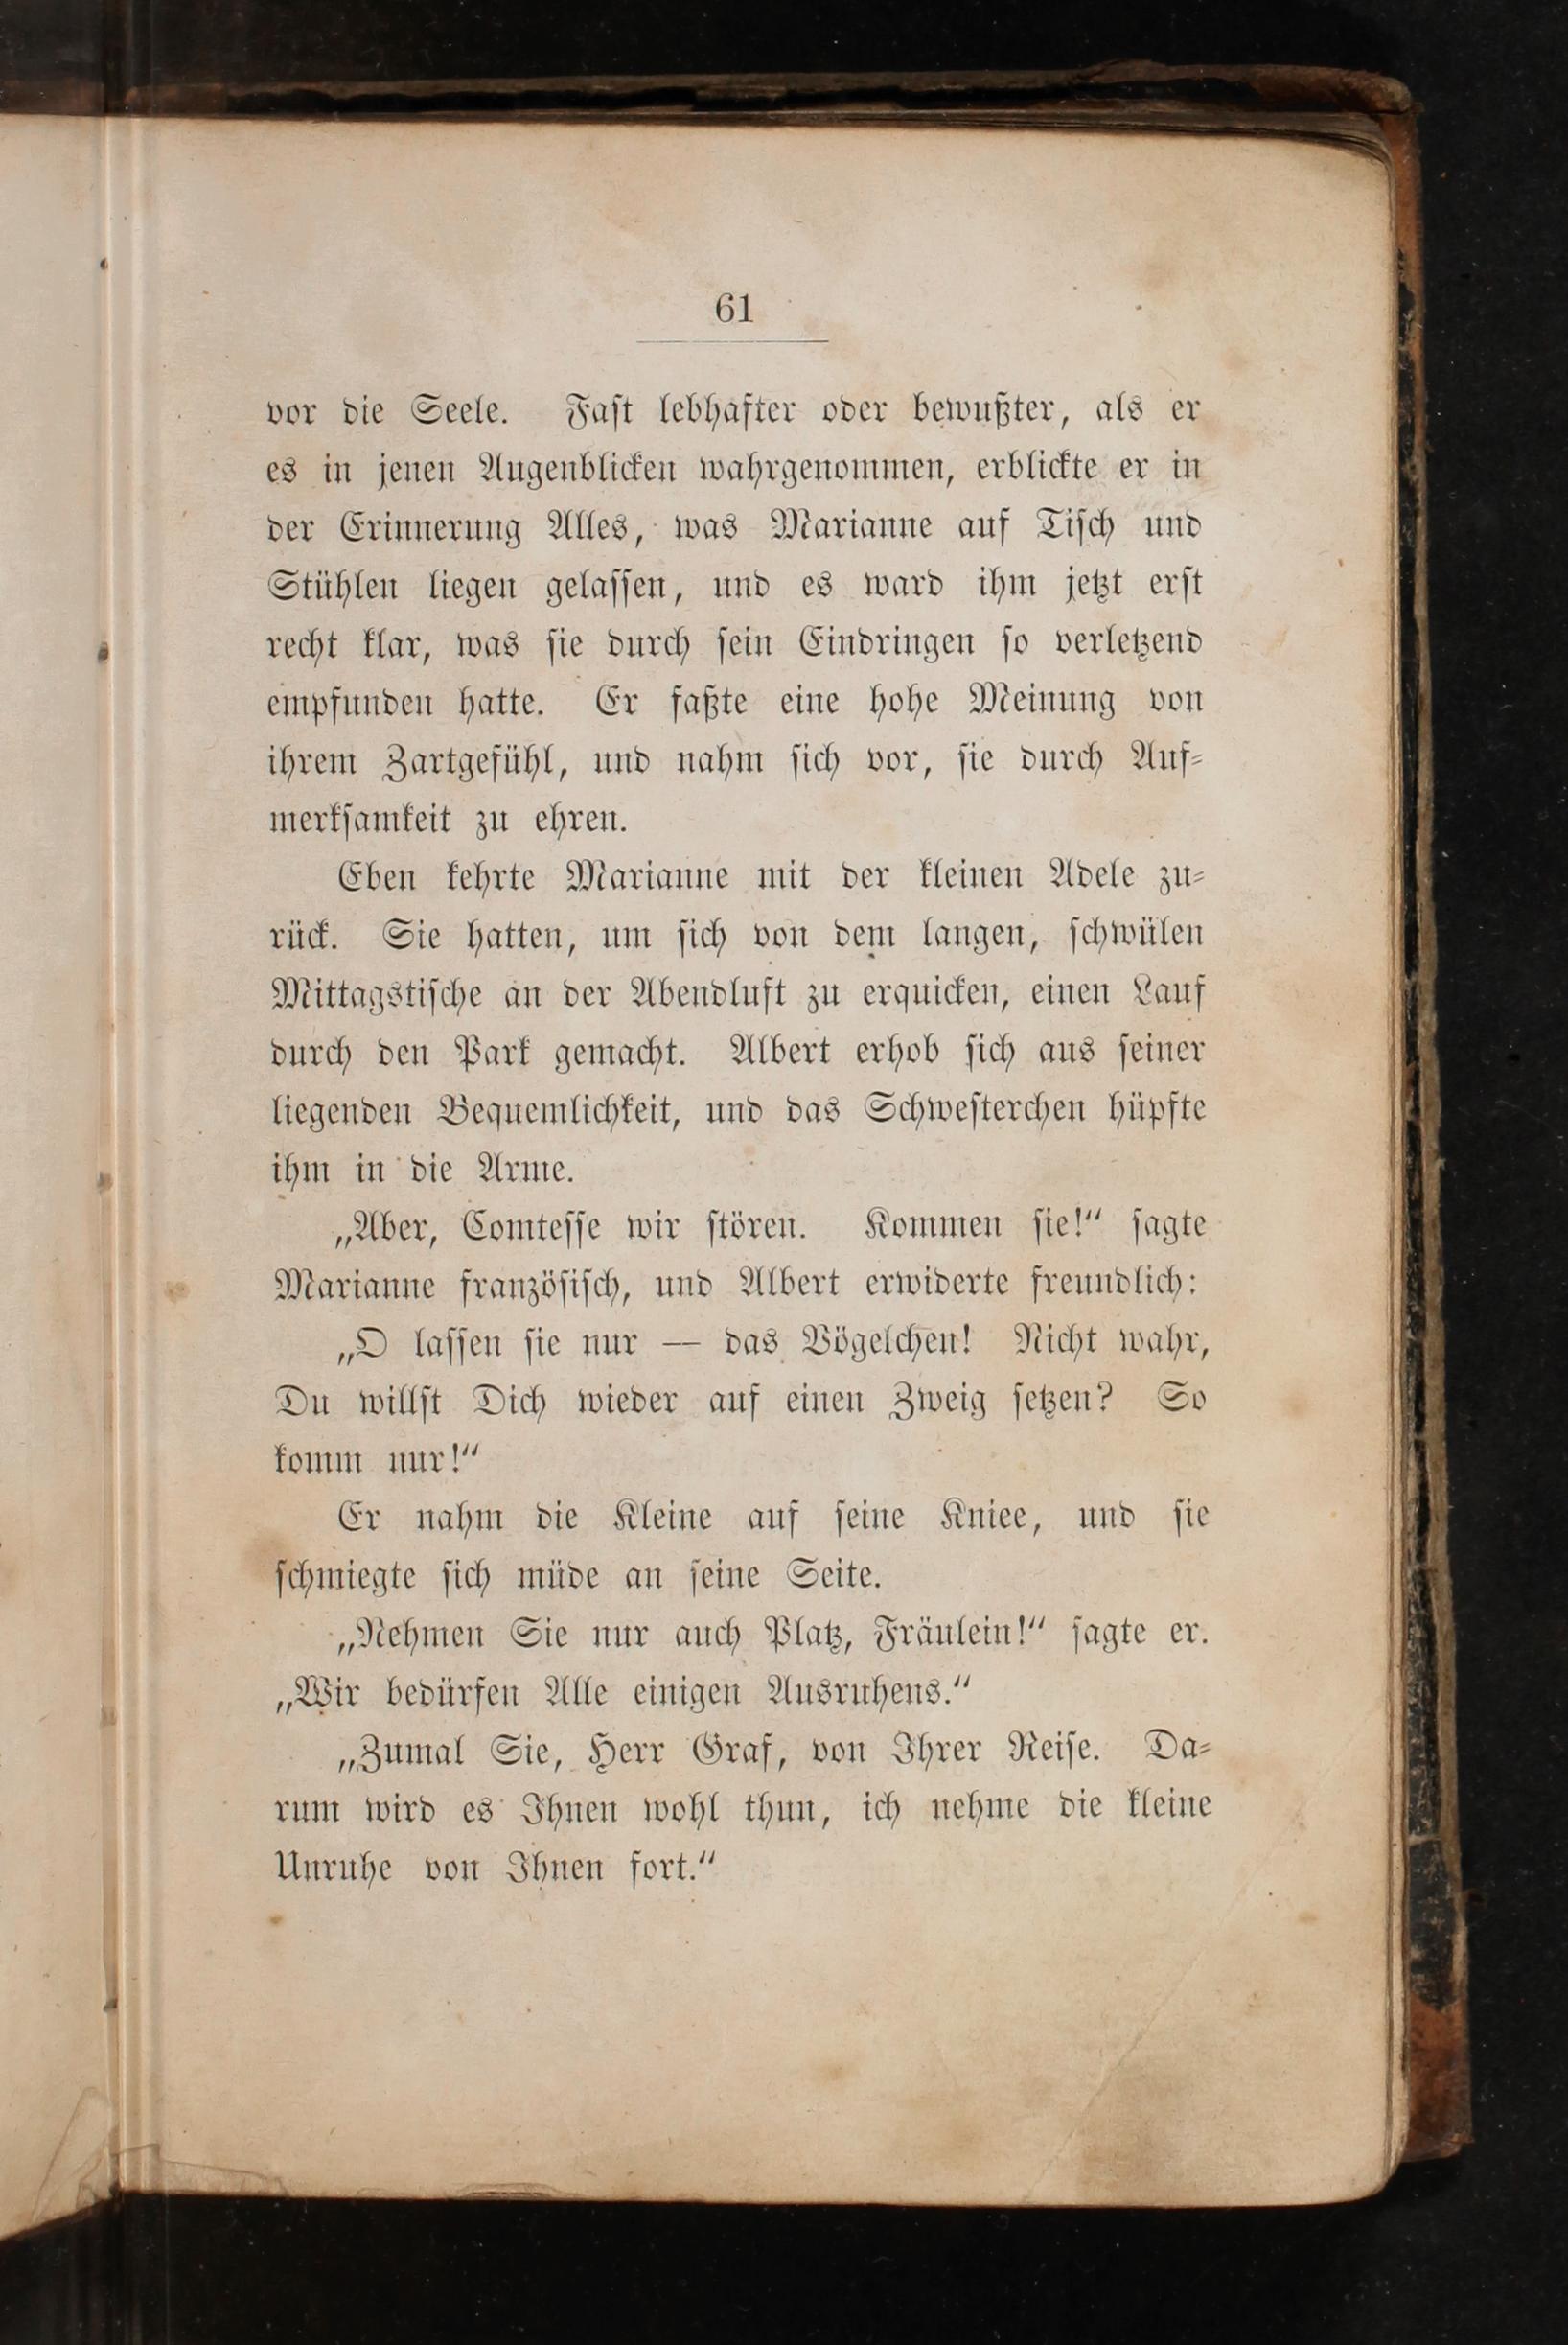 61
vor die Seele. Faſt lebhafter oder bewußter, als er
es in jenen Augenblicken wahrgenommen, erblickte er in
der Erinnerung Alles, was Marianne auf Tiſch und
Stühlen liegen gelaſſen, und es ward ihm jetzt erſt
recht klar, was ſie durch ſein Eindringen ſo verletzend
empfunden hatte. Er faßte eine hohe Meinung von
ihrem Zartgefühl, und nahm ſich vor, ſie durch Auf⸗
merkſamkeit zu ehren.
Eben kehrte Marianne mit der kleinen Adele zu⸗
rück. Sie hatten, um ſich von dem langen, ſchwülen
Mittagstiſche an der Abendluft zu erquicken, einen Lauf
durch den Park gemacht. Albert erhob ſich aus ſeiner
liegenden Bequemlichkeit, und das Schweſterchen hüpfte
ihm in die Arme.
„Aber, Comteſſe wir ſtören. Kommen ſie!“ ſagte
Marianne franzöſiſch, und Albert erwiderte freundlich:
„O laſſen ſie nur — das Vögelchen! Nicht wahr,
Du willſt Dich wieder auf einen Zweig ſetzen? So
komm nur!“
Er nahm die Kleine auf ſeine Kniee, und ſie
ſchmiegte ſich müde an ſeine Seite.
„Nehmen Sie nur auch Platz, Fräulein!“ ſagte er.
„Wir bedürfen Alle einigen Ausruhens.“
„Zumal Sie, Herr Graf, von Ihrer Reiſe. Da⸗
rum wird es Ihnen wohl thun, ich nehme die kleine
Unruhe von Ihnen fort.“